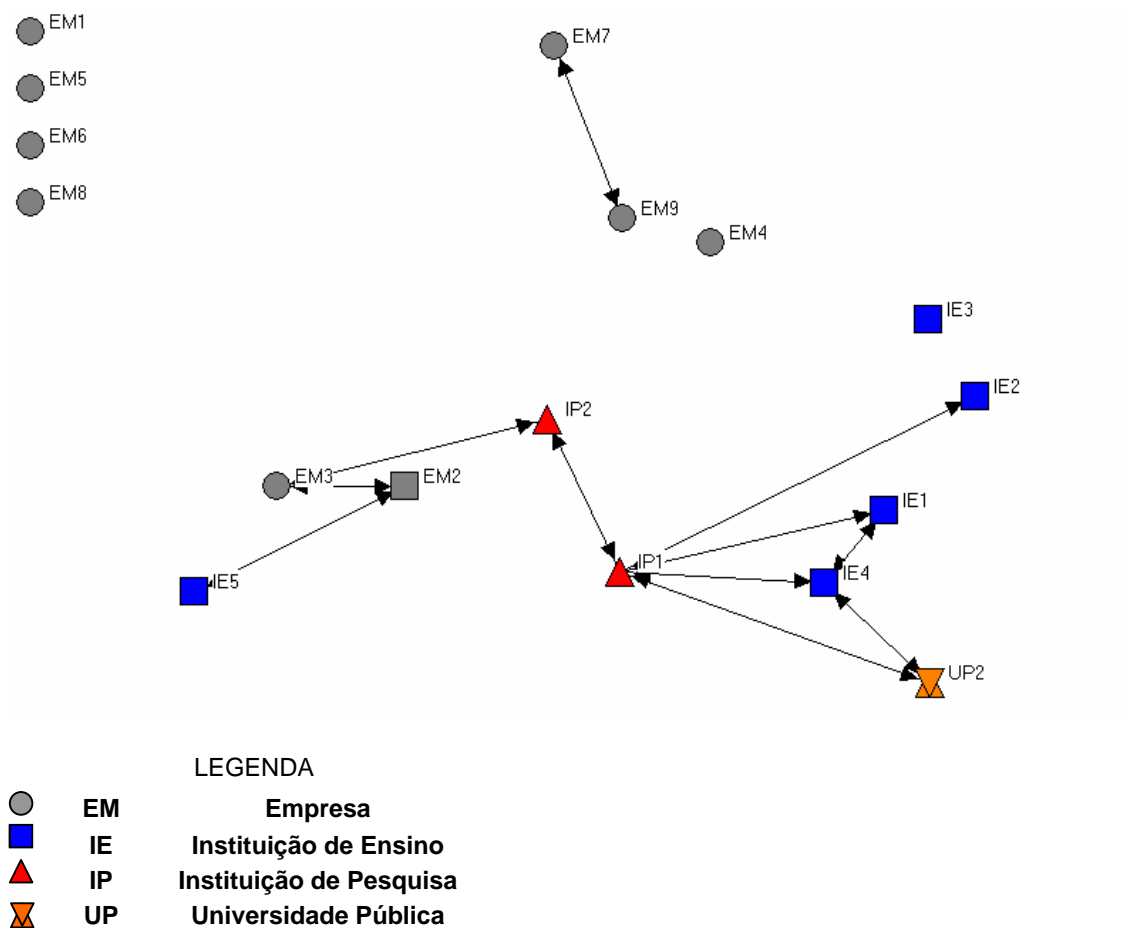 EM1
EM7
EM5
EM6
EM8
EM9
EM4
IE3
IE2
IP2
EM3
EM2
IE1
IP1
IE4
IE5
UP2
LEGENDA
EM Empresa
IE Instituição de Ensino
IP Instituição de Pesquisa
UP Universidade Pública